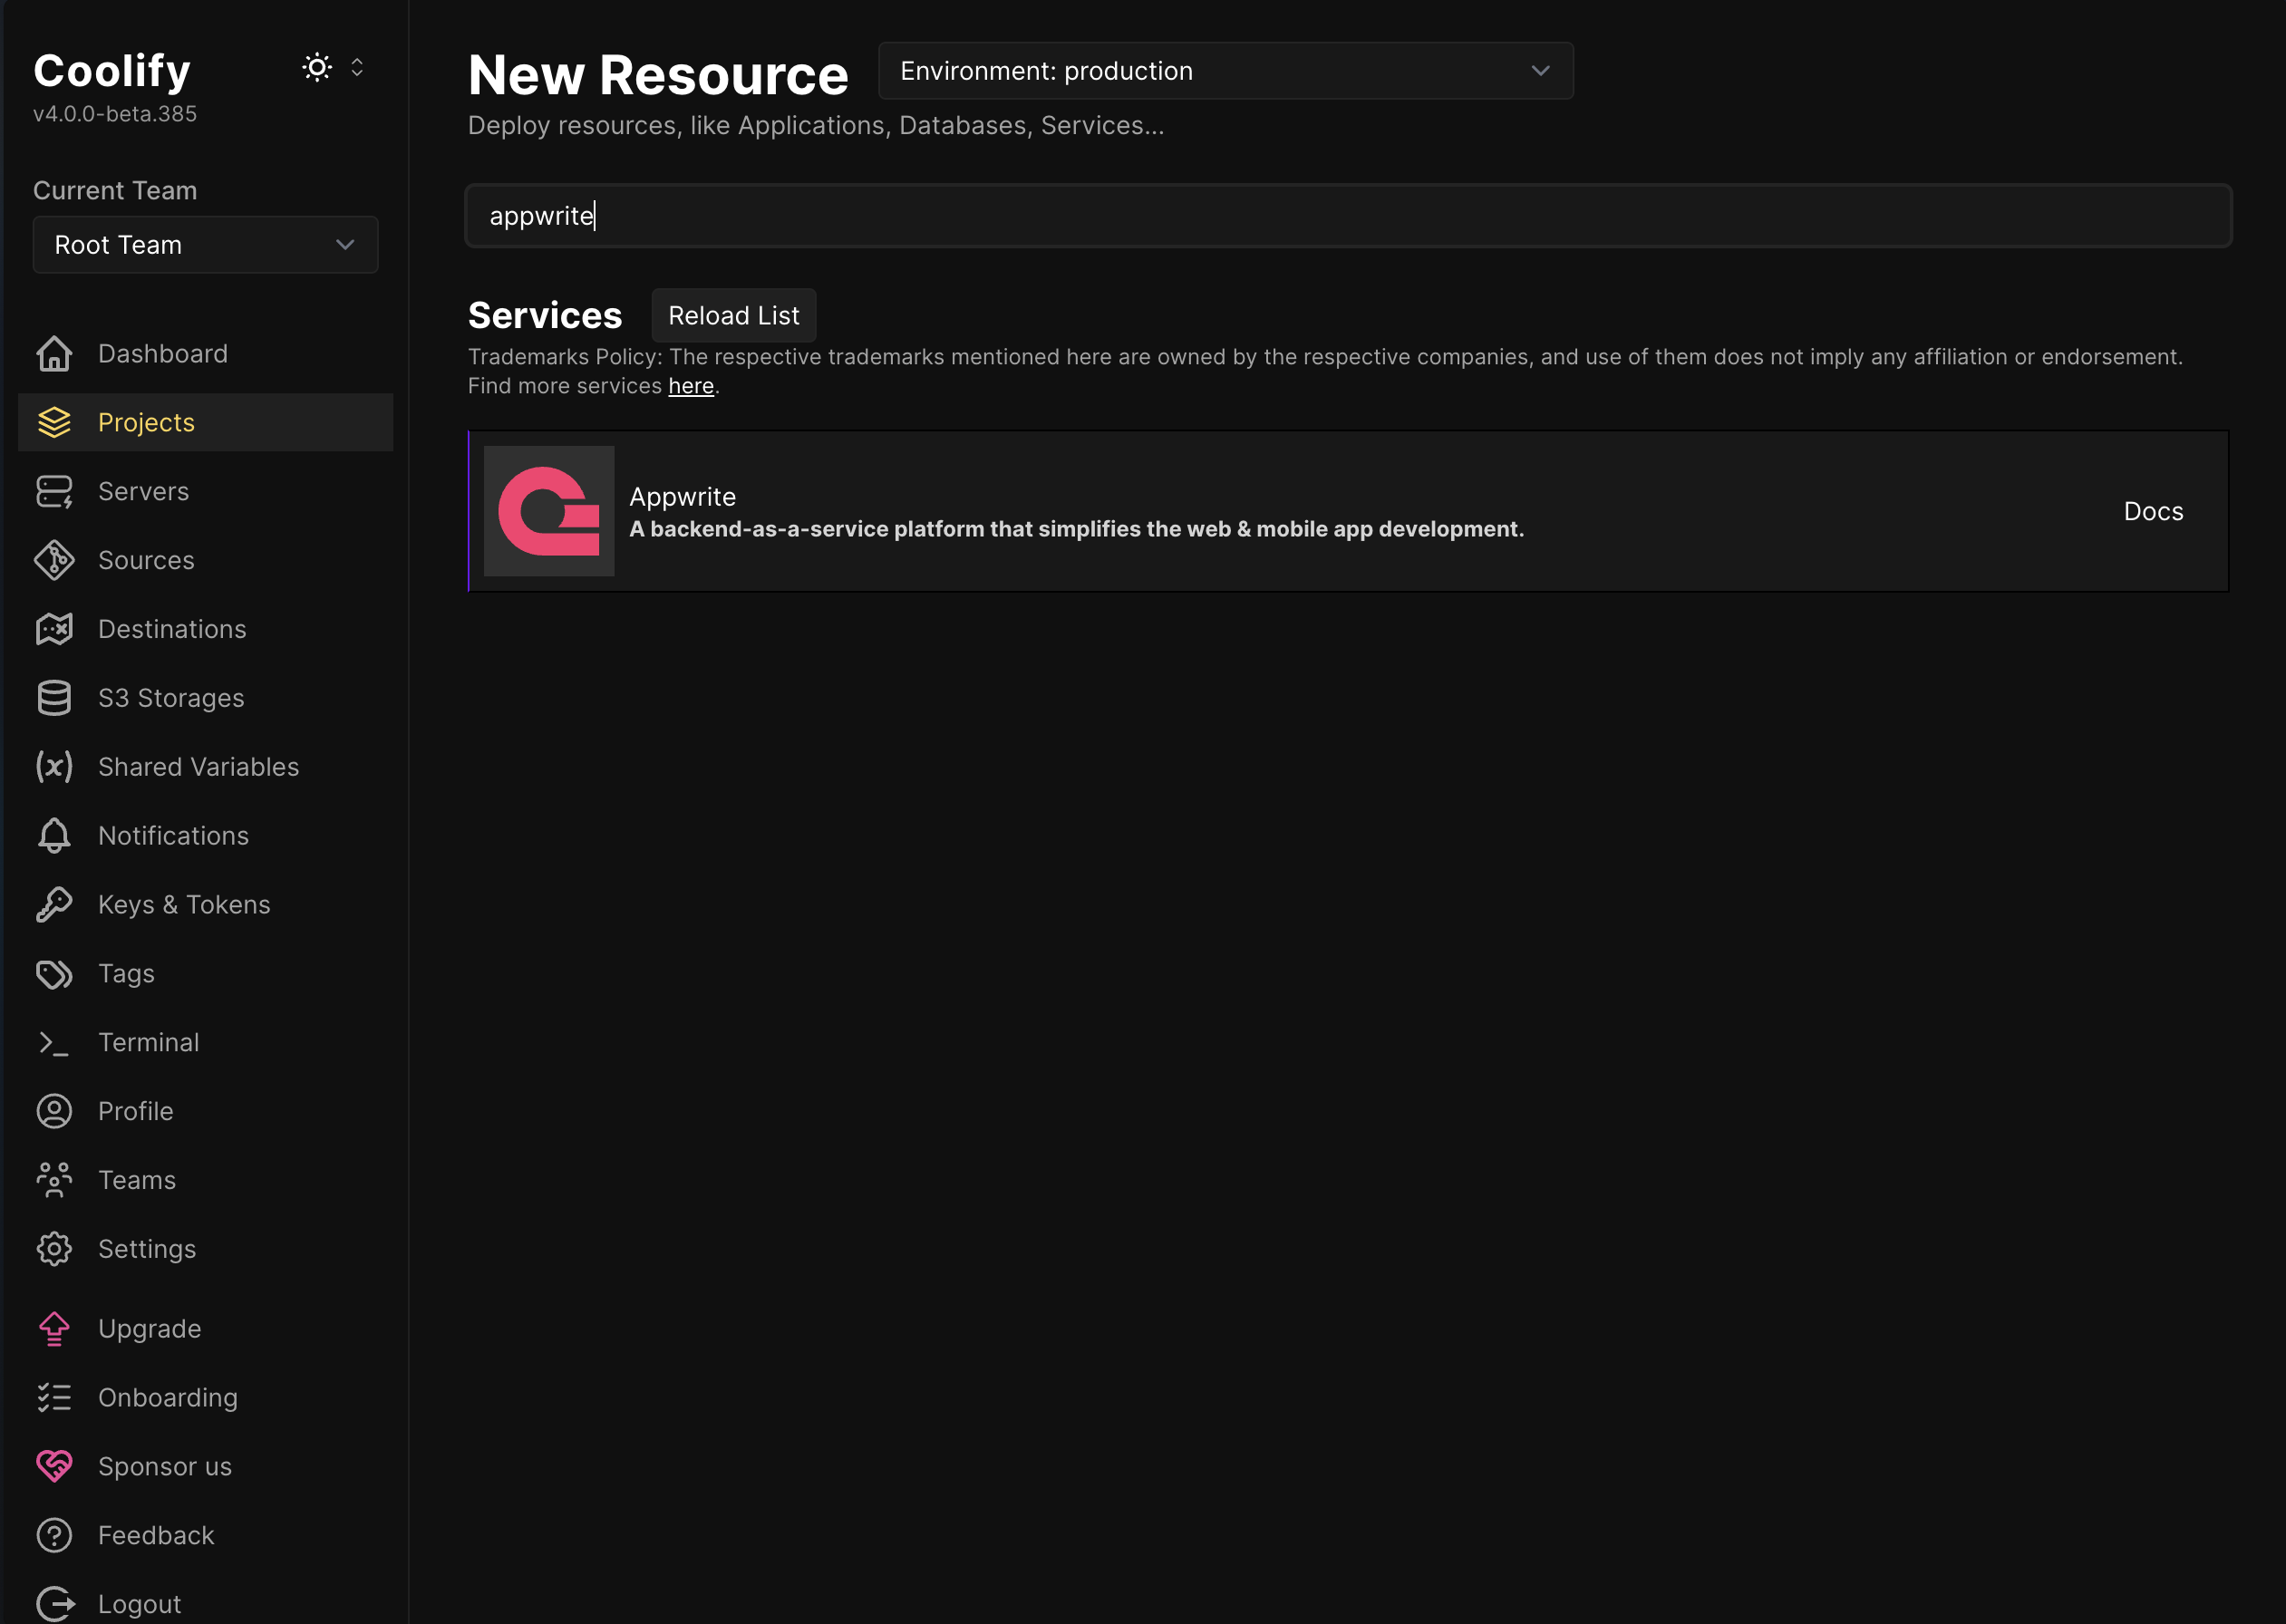 Coolify
v4.0.0-beta.385
Current Team
Root Team
Dashboard
Projects
Servers
Sources
Destinations
S3 Storages
Shared Variables
Notifications
Keys & Tokens
Tags
Terminal
Profile
Teams
Settings
Upgrade
Onboarding
Sponsor us
Feedback
Logout
New Resource
Environment: production
Deploy resources, like Applications, Databases, Services...
appwrite
Services
Reload List
Trademarks Policy: The respective trademarks mentioned here are owned by the respective companies, and use of them does not imply any affiliation or endorsement.
Find more services here.
Appwrite
A backend-as-a-service platform that simplifies the web & mobile app development.
Docs